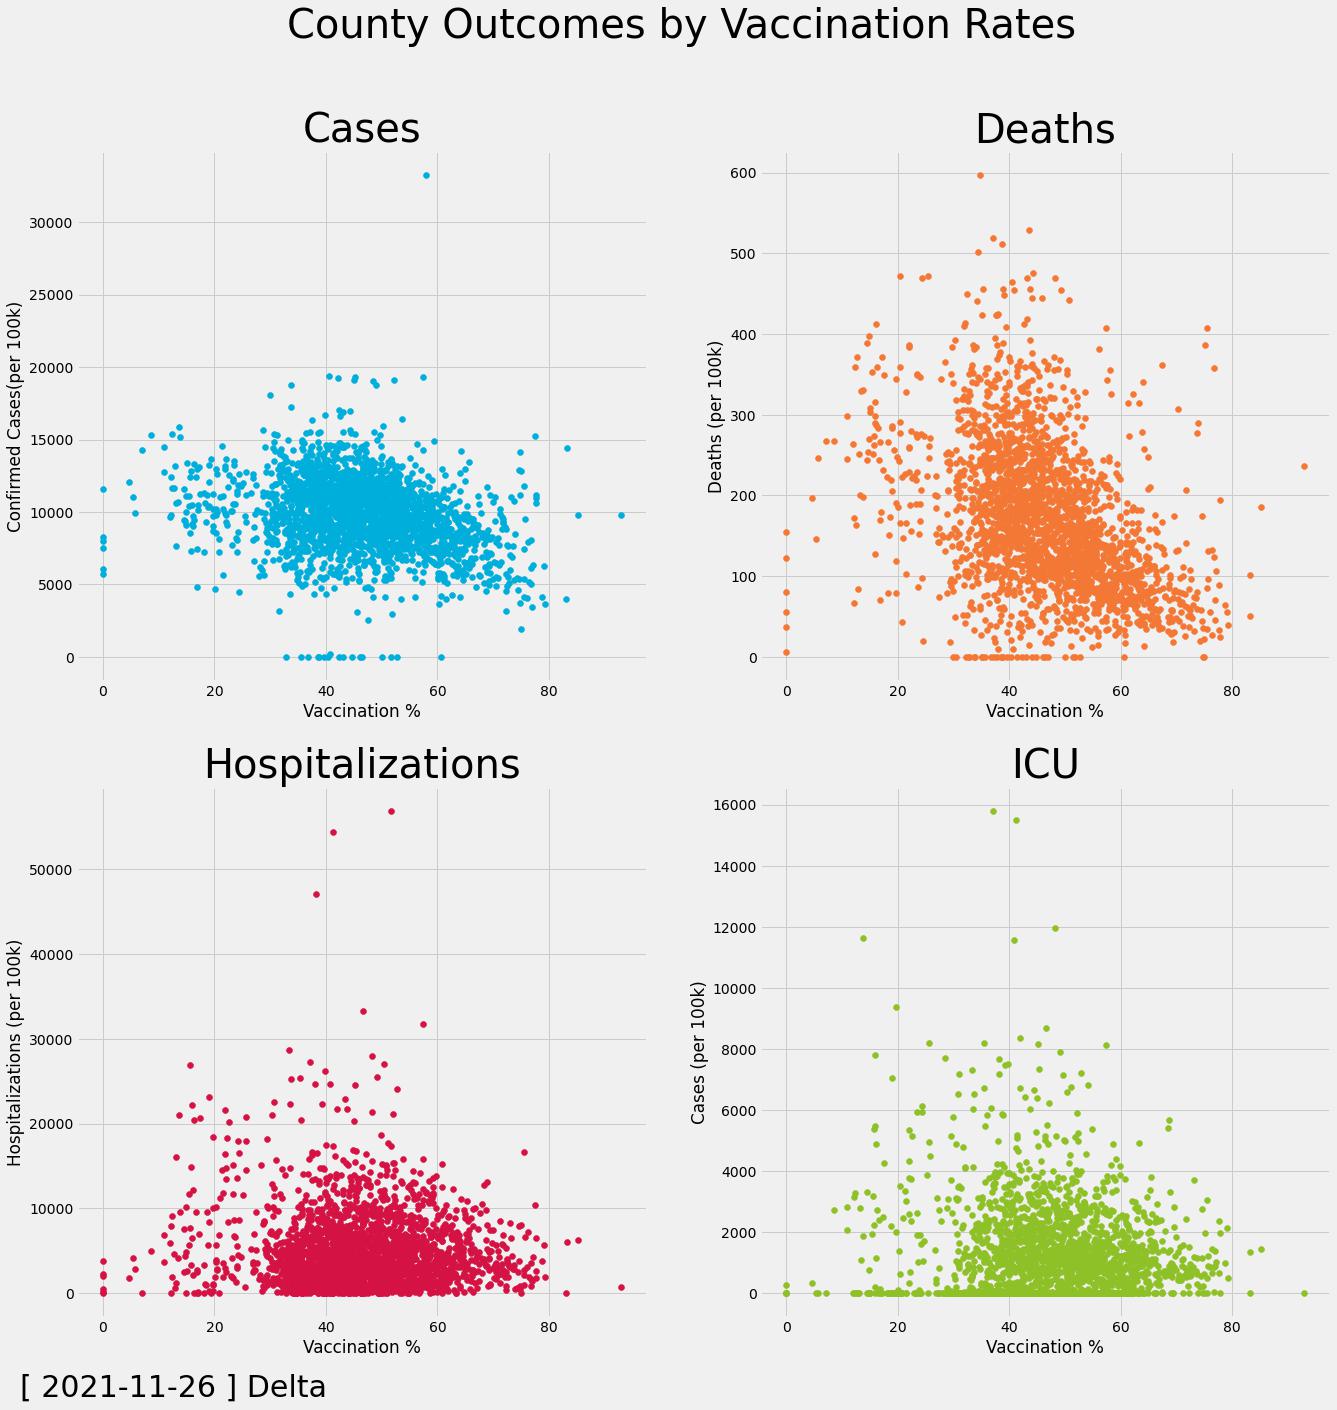 County Outcomes by Vaccination Rates
Cases
Confirmed Cases(per 100k)
30000
25000
20000
15000
10000
5000
0
0 20 40 60 80
Vaccination %
Deaths
Deaths (per 100k)
600
500
400
300
200
100
0
0 20 40 60 80
Vaccination %
Hospitalizations
Hospitalizations (per 100k)
50000
40000
30000
20000
10000
0
0 20 40 60 80
Vaccination %
ICU
Cases (per 100k)
16000
14000
12000
10000
8000
6000
4000
2000
0
0 20 40 60 80
Vaccination %
[ 2021-11-26 ] Delta